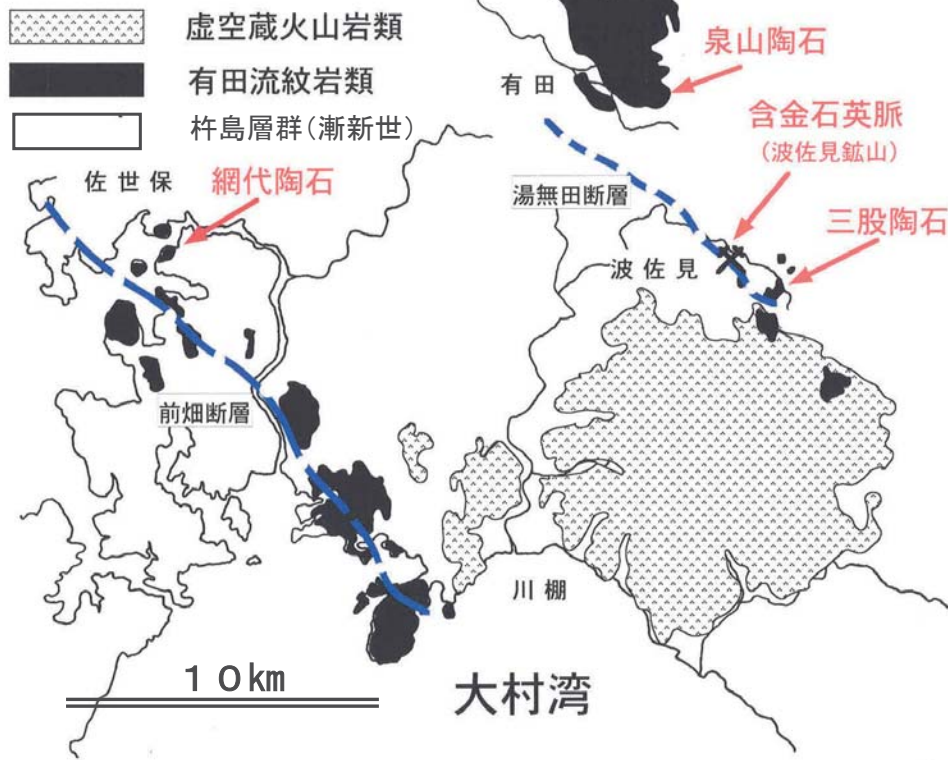 虚空蔵火山岩類
有田流紋岩類
杵島層群(漸新世)
泉山陶石
有田
含金石英脈
(波佐見鉱山)
佐世保
網代陶石
湯無田断層
三股陶石
波佐見
前畑断層
川棚
10km
大村湾